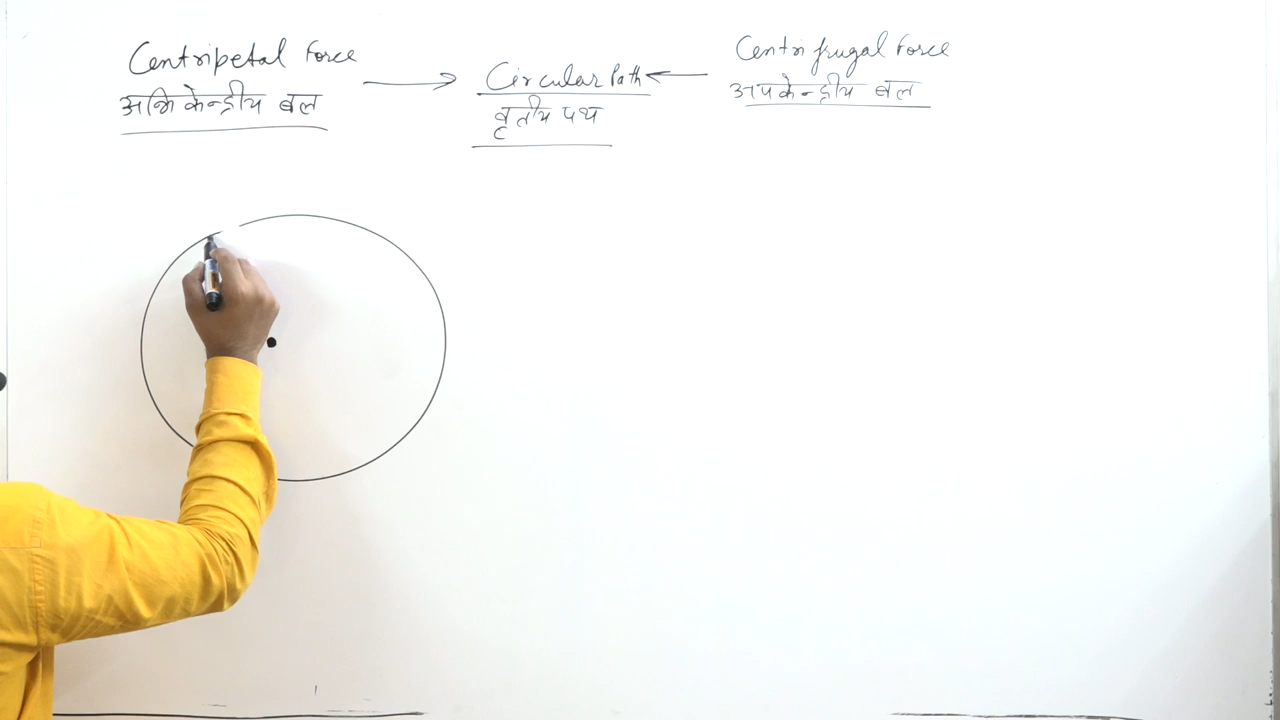 Centripetal Force
अभिकेन्द्रीय बल
Circular Path
वृतीय पथ
Centrifugal Force
अपकेन्द्रीय बल